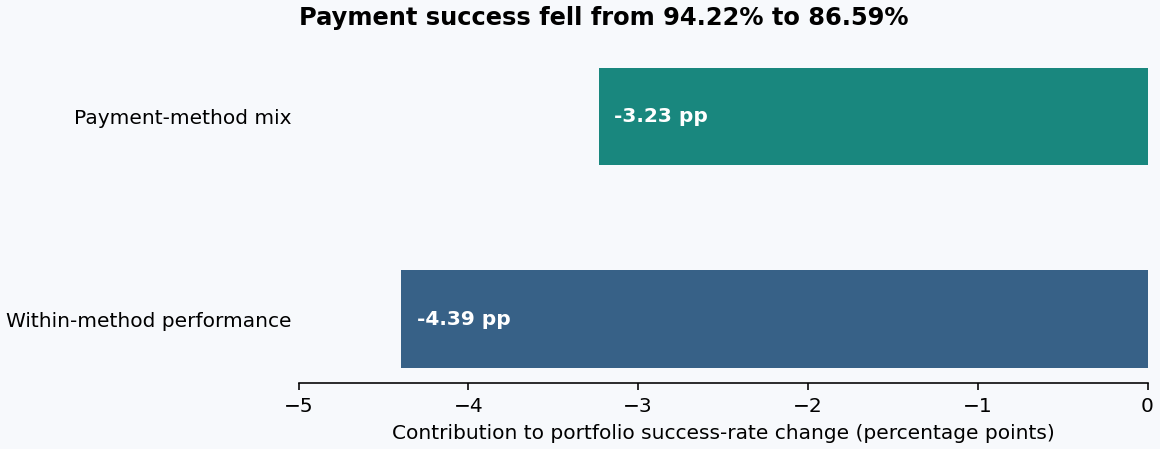 Payment success fell from 94.22% to 86.59%
Payment-method mix
-3.23 pp
Within-method performance
-4.39 pp
−5 −4 −3 −2 −1 0
Contribution to portfolio success-rate change (percentage points)